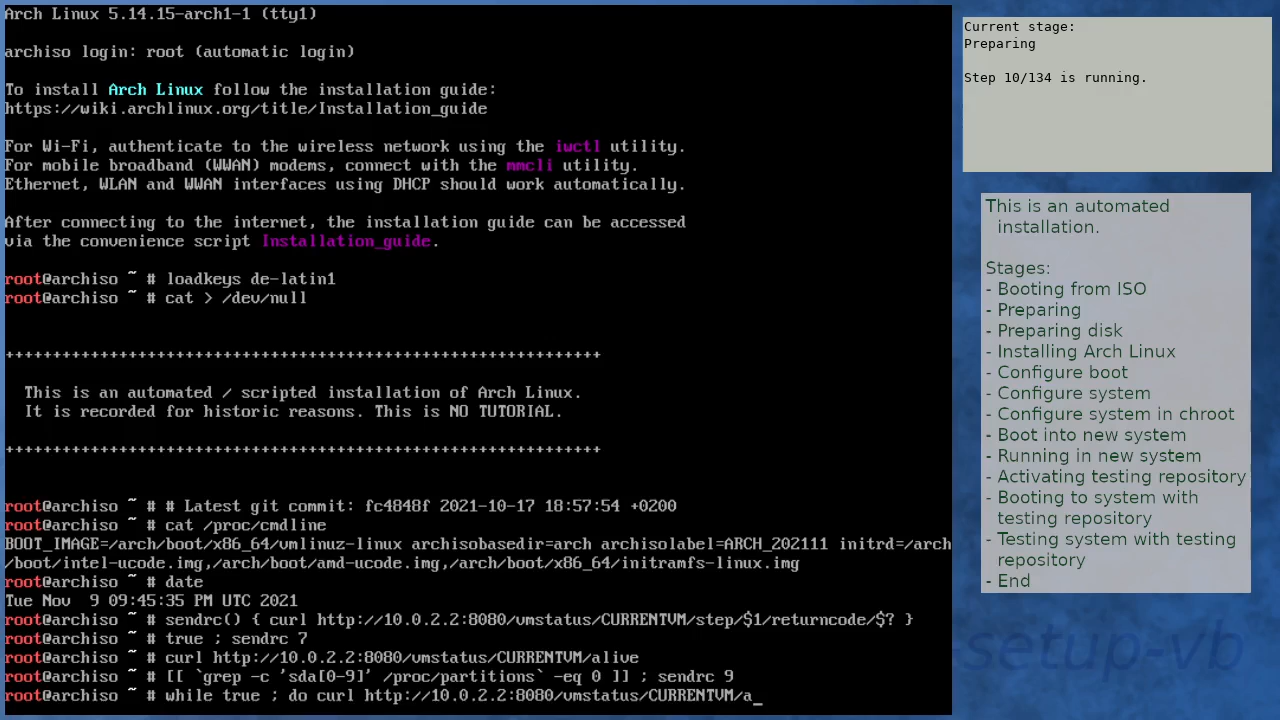 Arch Linux 5.14.15-arch1-1 (tty1)
archiso login: root (automatic login)
To install Arch Linux follow the installation guide:
https://wiki.archlinux.org/title/Installation_guide
For Wi-Fi, authenticate to the wireless network using the iwctl utility.
For mobile broadband (WWAN) modems, connect with the mmcli utility.
Ethernet, WLAN and WWAN interfaces using DHCP should work automatically.
After connecting to the internet, the installation guide can be accessed
via the convenience script Installation_guide.
root@archiso ~ # loadkeys de-latin1
root@archiso ~ # cat > /dev/null
+++++++++++++++++++++++++++++++++++++++++++++++++++++++++++++++
This is an automated / scripted installation of Arch Linux.
It is recorded for historic reasons. This is NO TUTORIAL.
+++++++++++++++++++++++++++++++++++++++++++++++++++++++++++++++
root@archiso ~ # # Latest git commit: fc4848f 2021-10-17 18:57:54 +0200
root@archiso ~ # cat /proc/cmdline
BOOT_IMAGE=/arch/boot/x86_64/vmlinuz-linux archisobasedir=arch archisolabel=ARCH_202111 initrd=/arch
/boot/intel-ucode.img,/arch/boot/amd-ucode.img,/arch/boot/x86_64/initramfs-linux.img
root@archiso ~ # date
Tue Nov  9 09:45:35 PM UTC 2021
root@archiso ~ # sendrc() { curl http://10.0.2.2:8080/vmstatus/CURRENTVM/step/$1/returncode/$? }
root@archiso ~ # true ; sendrc 7
root@archiso ~ # curl http://10.0.2.2:8080/vmstatus/CURRENTVM/alive
root@archiso ~ # [[ `grep -c 'sda[0-9]' /proc/partitions` -eq 0 ]] ; sendrc 9
root@archiso ~ # while true ; do curl http://10.0.2.2:8080/vmstatus/CURRENTVM/a_
Current stage:
Preparing
Step 10/134 is running.
This is an automated
installation.
Stages:
- Booting from ISO
- Preparing
- Preparing disk
- Installing Arch Linux
- Configure boot
- Configure system
- Configure system in chroot
- Boot into new system
- Running in new system
- Activating testing repository
- Booting to system with
testing repository
- Testing system with testing
repository
- End
-setup-vb